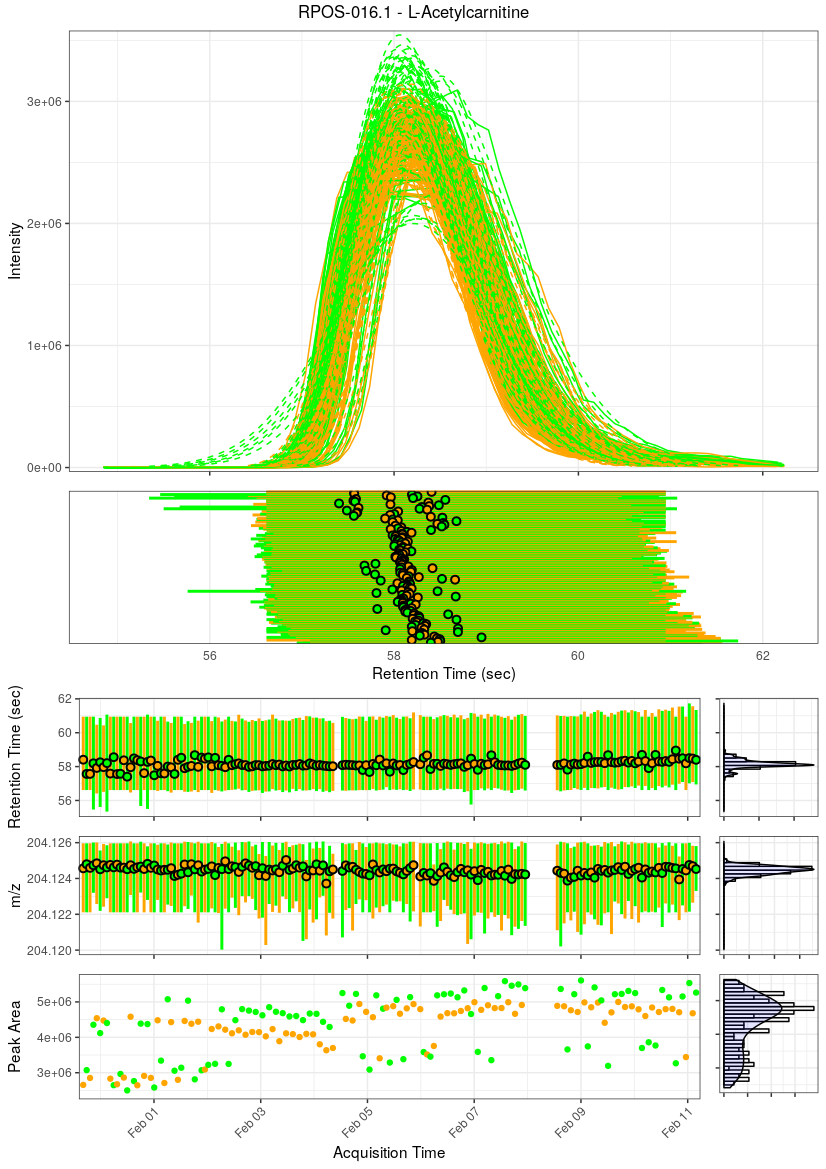 RPOS-016.1 - L-Acetylcarnitine
Intensity
3e+06
2e+06
1e+06
0e+00
56 58 60 62
Retention Time (sec)
Retention Time (sec)
62
60
58
56
m/z
204.126
204.124
204.122
204.120
Peak Area
5e+06
4e+06
3e+06
Feb 01 Feb 03 Feb 05 Feb 07 Feb 09 Feb 11
Acquisition Time